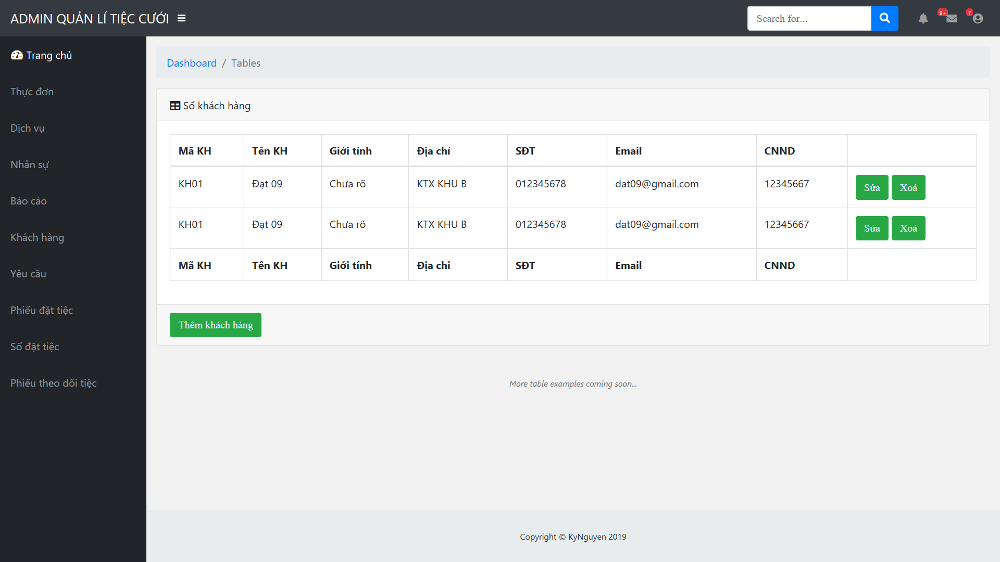 ADMIN QUẢN LÍ TIỆC CƯỚI
Search for...
9+
7
Trang chủ
Thực đơn
Dịch vụ
Nhân sự
Báo cáo
Khách hàng
Yêu cầu
Phiếu đặt tiệc
Sổ đặt tiệc
Phiếu theo dõi tiệc
Dashboard / Tables
Sổ khách hàng
Mã KH Tên KH Giới tính Địa chỉ SĐT Email CNND
KH01 Đạt 09 Chưa rõ KTX KHU B 012345678 dat09@gmail.com 12345667 Sửa Xoá
KH01 Đạt 09 Chưa rõ KTX KHU B 012345678 dat09@gmail.com 12345667 Sửa Xoá
Mã KH Tên KH Giới tính Địa chỉ SĐT Email CNND
Thêm khách hàng
More table examples coming soon...
Copyright © KyNguyen 2019